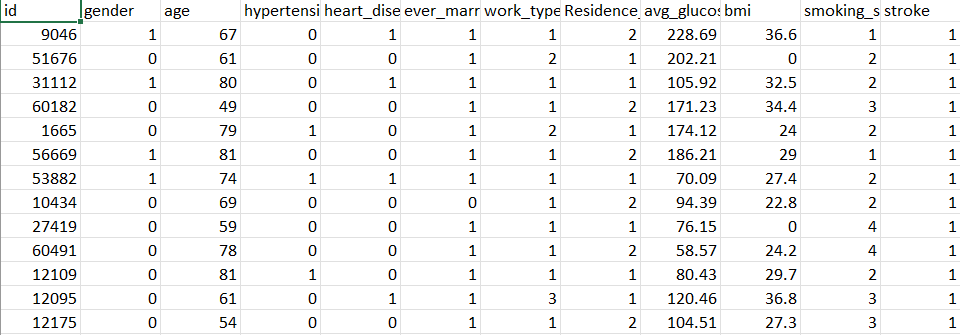 id gender age hypertensi heart_dise ever_marr work_type Residence_ avg_glucos bmi smoking_s stroke
9046 1 67 0 1 1 1 2 228.69 36.6 1 1
51676 0 61 0 0 1 2 1 202.21 0 2 1
31112 1 80 0 1 1 1 1 105.92 32.5 2 1
60182 0 49 0 0 1 1 2 171.23 34.4 3 1
1665 0 79 1 0 1 2 1 174.12 24 2 1
56669 1 81 0 0 1 1 2 186.21 29 1 1
53882 1 74 1 1 1 1 1 70.09 27.4 2 1
10434 0 69 0 0 0 1 2 94.39 22.8 2 1
27419 0 59 0 0 1 1 1 76.15 0 4 1
60491 0 78 0 0 1 1 2 58.57 24.2 4 1
12109 0 81 1 0 1 1 1 80.43 29.7 2 1
12095 0 61 0 1 1 3 1 120.46 36.8 3 1
12175 0 54 0 0 1 1 2 104.51 27.3 3 1